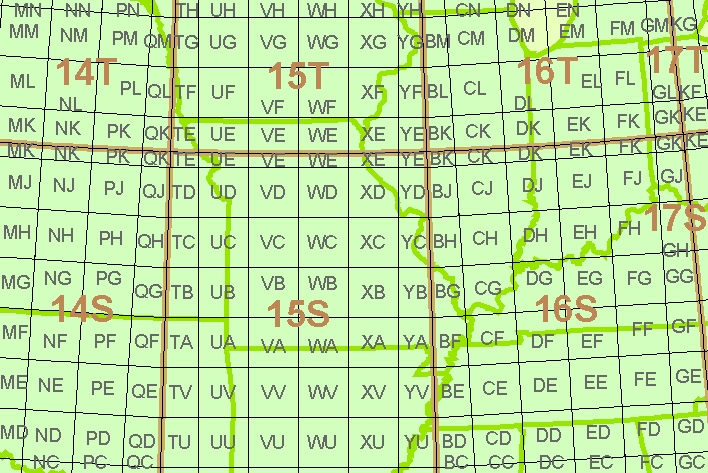 MN NN PN TH UH VH WH XH YH CN DN EN
MM NM PM QM TG UG VG WG XG YG BM CM DM EM FM GM KG
14T 15T 16T 17T
ML PL QL TF UF XF YF BL CL EL FL GL KF
NL VF WF DL
MK NK PK QK TE UE VE WE XE YE BK CK DK EK FK GK KE
MK NK PK QK TE UE VE WE XE YE BK CK DK EK FK GK KE
MJ NJ PJ QJ TD UD VD WD XD YD BJ CJ DJ EJ FJ GJ
17S
MH NH PH QH TC UC VC WC XC YC BH CH DH EH FH
GH
MG NG PG QG TB UB VB WB XB YB BG CG DG EG FG GG
14S 15S 16S
MF NF PF QF TA UA VA WA XA YA BF CF DF EF FF GF
ME NE PE QE TV UV VV WV XV YV BE CE DE EE FE GE
MD ND PD QD TU UU VU WU XU YU BD CD DD ED FD GD
NC PC QC BC CC DC EC FC GC